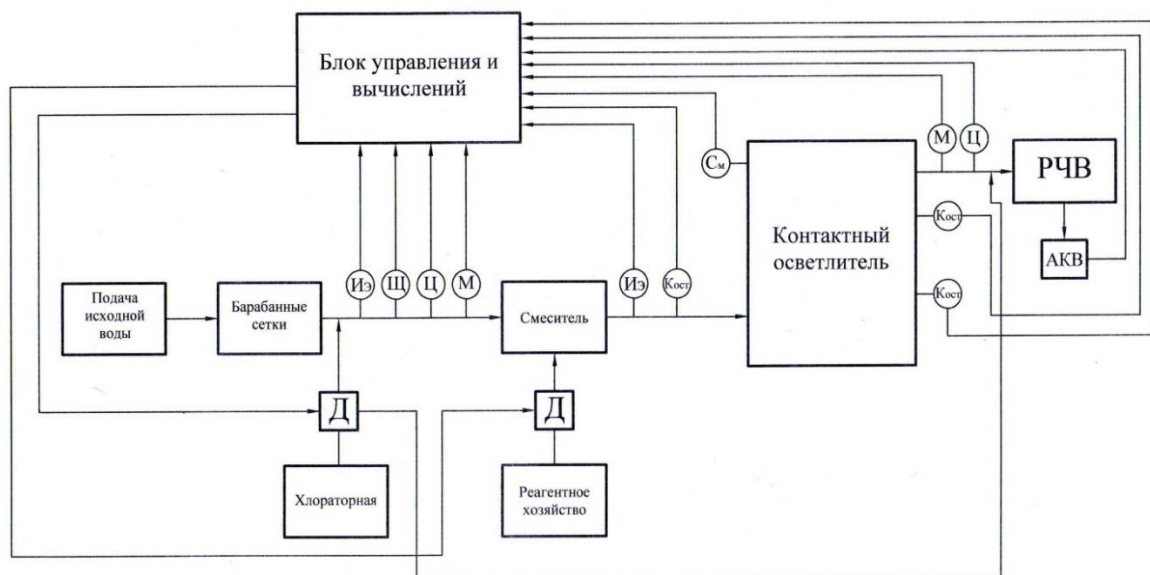 Блок управления и
вычислений
М
Ц
См
РЧВ
Контактный
осветлитель
Кост
АКВ
Кост
Иэ
Щ
Ц
М
Иэ
Кост
Подача
исходной
воды
Барабанные
сетки
Смеситель
Д
Д
Хлораторная
Реагентное
хозяйство